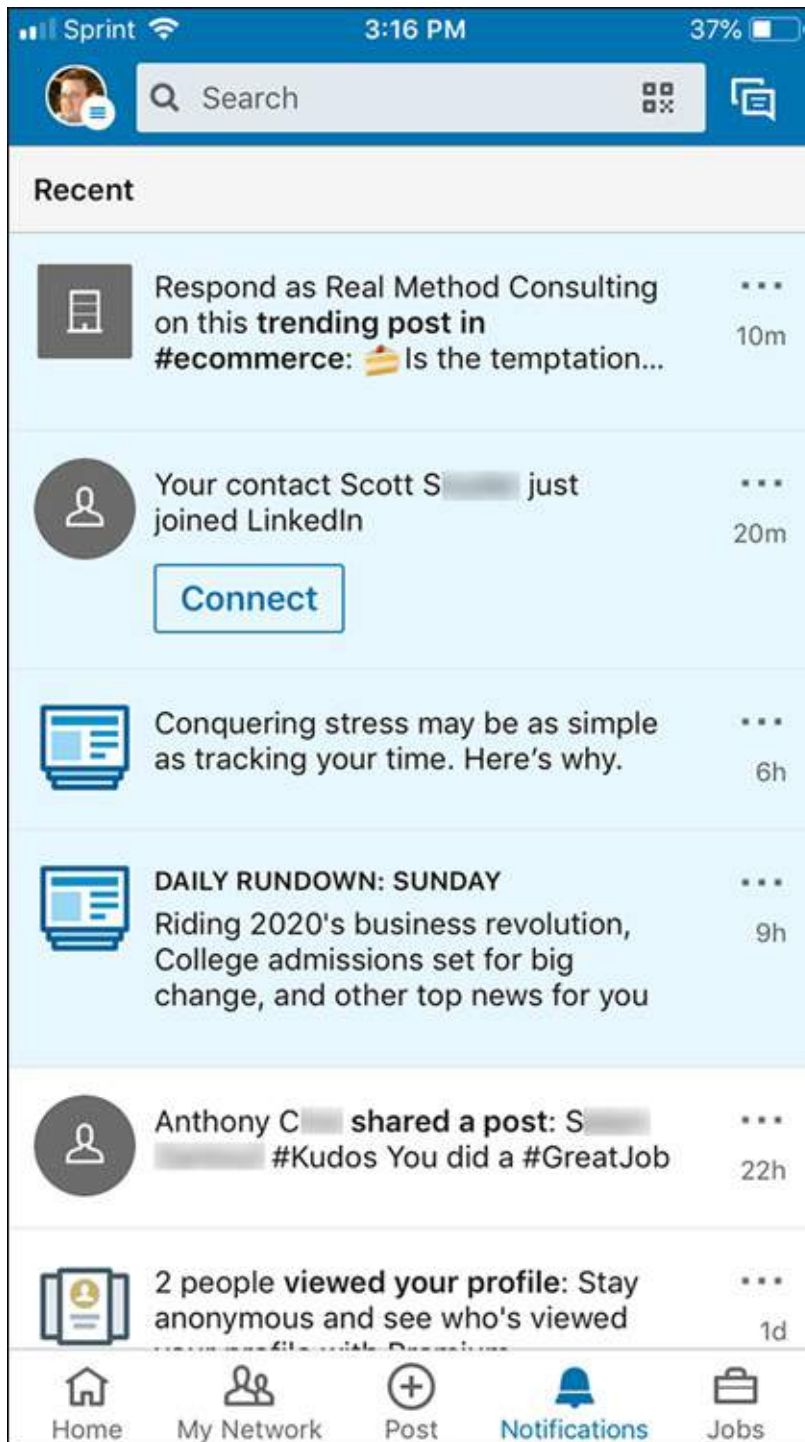 Sprint 3:16 PM 37%
Search
Recent
Respond as Real Method Consulting
on this trending post in
#ecommerce: 🍰 Is the temptation...
10m
Your contact Scott S just
joined LinkedIn
20m
Connect
Conquering stress may be as simple
as tracking your time. Here's why.
6h
DAILY RUNDOWN: SUNDAY
Riding 2020's business revolution,
College admissions set for big
change, and other top news for you
9h
Anthony C shared a post: S
#Kudos You did a #GreatJob
22h
2 people viewed your profile: Stay
anonymous and see who's viewed
your profile with Premium
1d
Home My Network Post Notifications Jobs